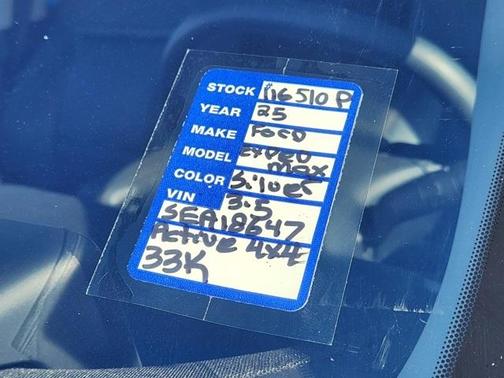 STOCK 116510 P
YEAR 25
MAKE FORD
MODEL EXPED MAX
COLOR Silver
VIN 3.5
SEA18647
Active 4x4
33K